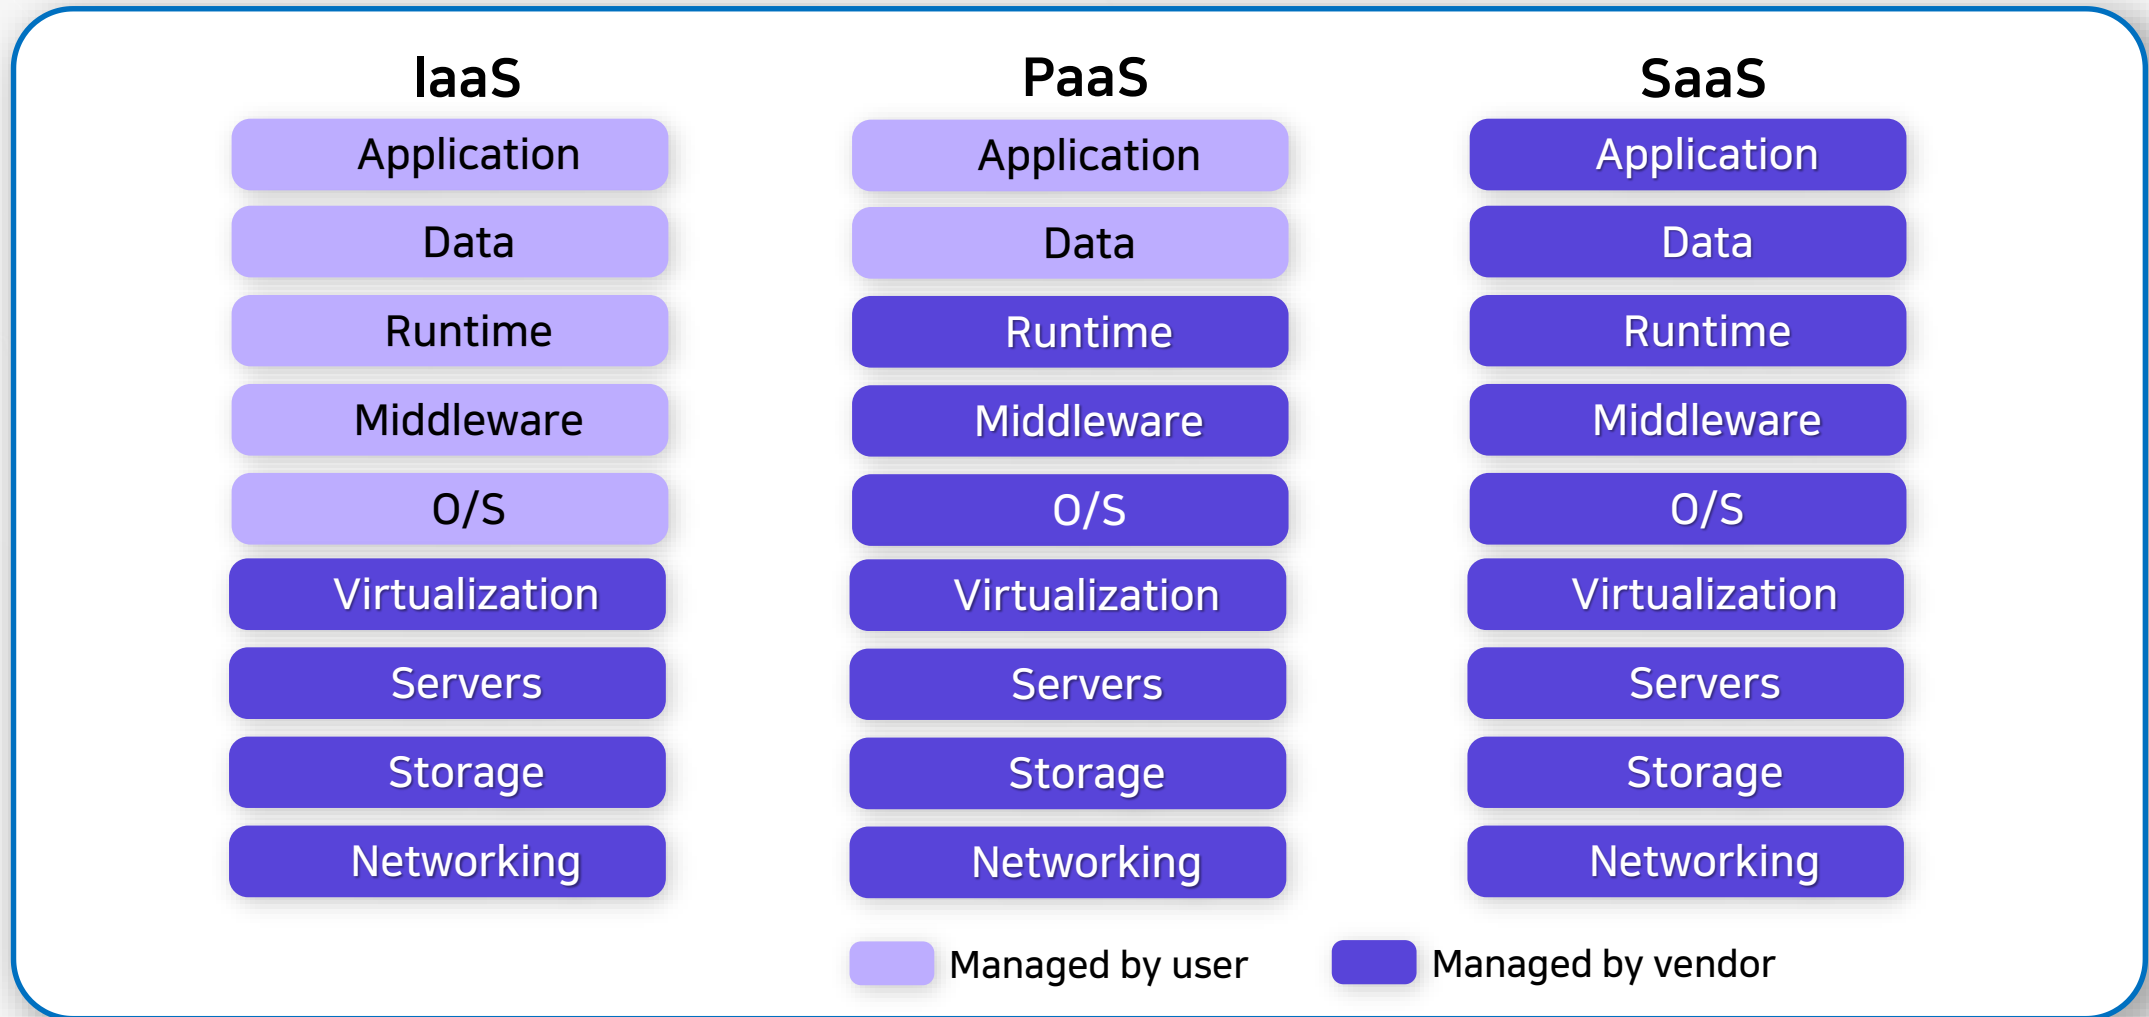 IaaS
Application
Data
Runtime
Middleware
O/S
Virtualization
Servers
Storage
Networking
PaaS
Application
Data
Runtime
Middleware
O/S
Virtualization
Servers
Storage
Networking
SaaS
Application
Data
Runtime
Middleware
O/S
Virtualization
Servers
Storage
Networking
Managed by user
Managed by vendor